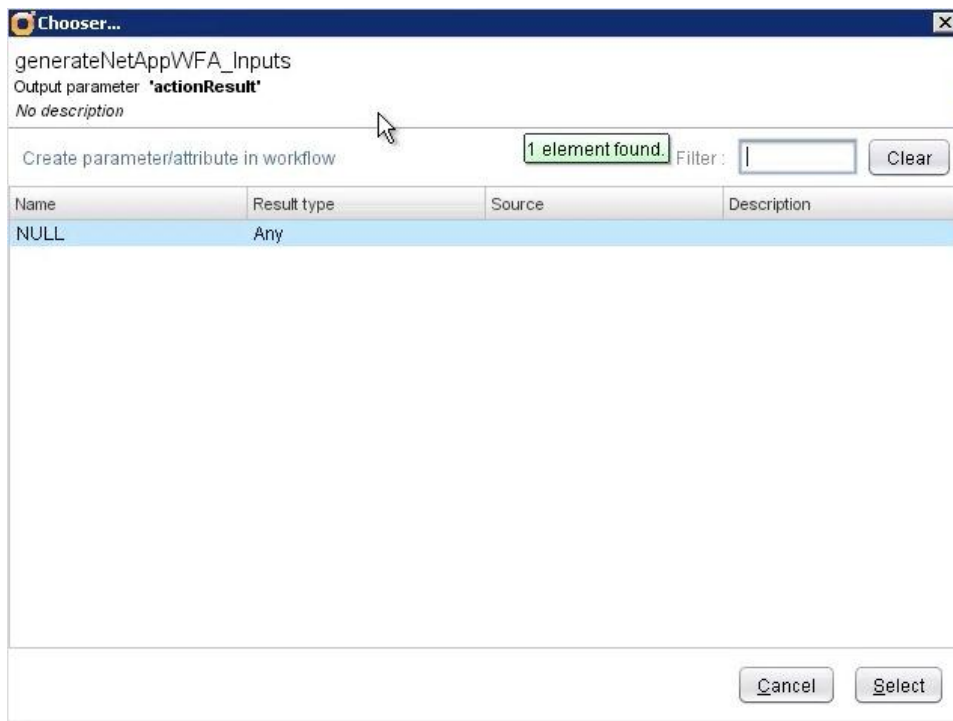 Chooser...
generateNetAppWFA_Inputs
Output parameter 'actionResult'
No description
Create parameter/attribute in workflow
1 element found. Filter : Clear
Name Result type Source Description
NULL Any
Cancel Select